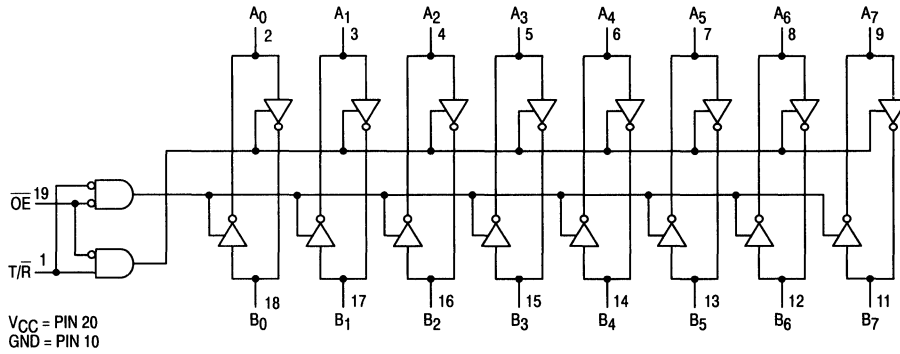 A0 A1 A2 A3 A4 A5 A6 A7
2 3 4 5 6 7 8 9
OE 19
T/R 1
18 17 16 15 14 13 12 11
B0 B1 B2 B3 B4 B5 B6 B7
VCC = PIN 20
GND = PIN 10